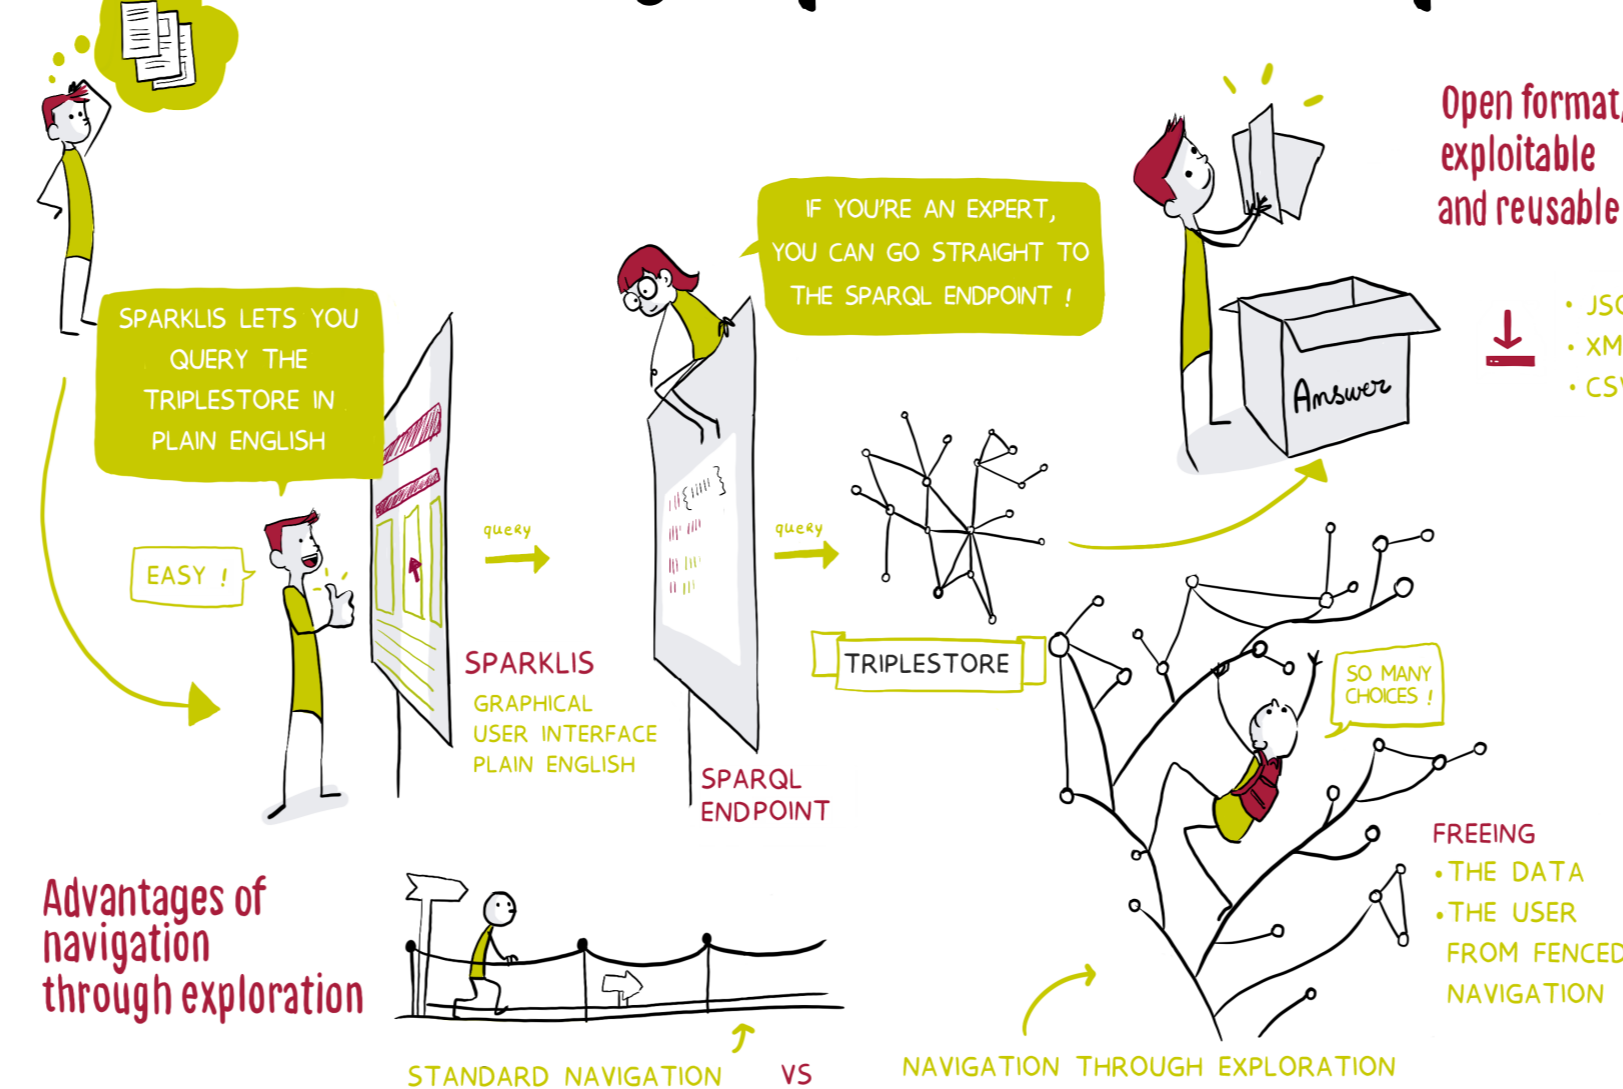 SPARKLIS LETS YOU
QUERY THE
TRIPLESTORE IN
PLAIN ENGLISH
EASY !
IF YOU'RE AN EXPERT,
YOU CAN GO STRAIGHT TO
THE SPARQL ENDPOINT !
Open format,
exploitable
and reusable
• JSO
• XM
• CSV
Answer
query
query
SPARKLIS
GRAPHICAL
USER INTERFACE
PLAIN ENGLISH
SPARQL
ENDPOINT
TRIPLESTORE
SO MANY
CHOICES !
FREEING
• THE DATA
• THE USER
FROM FENCED
NAVIGATION
Advantages of
navigation
through exploration
STANDARD NAVIGATION
VS
NAVIGATION THROUGH EXPLORATION